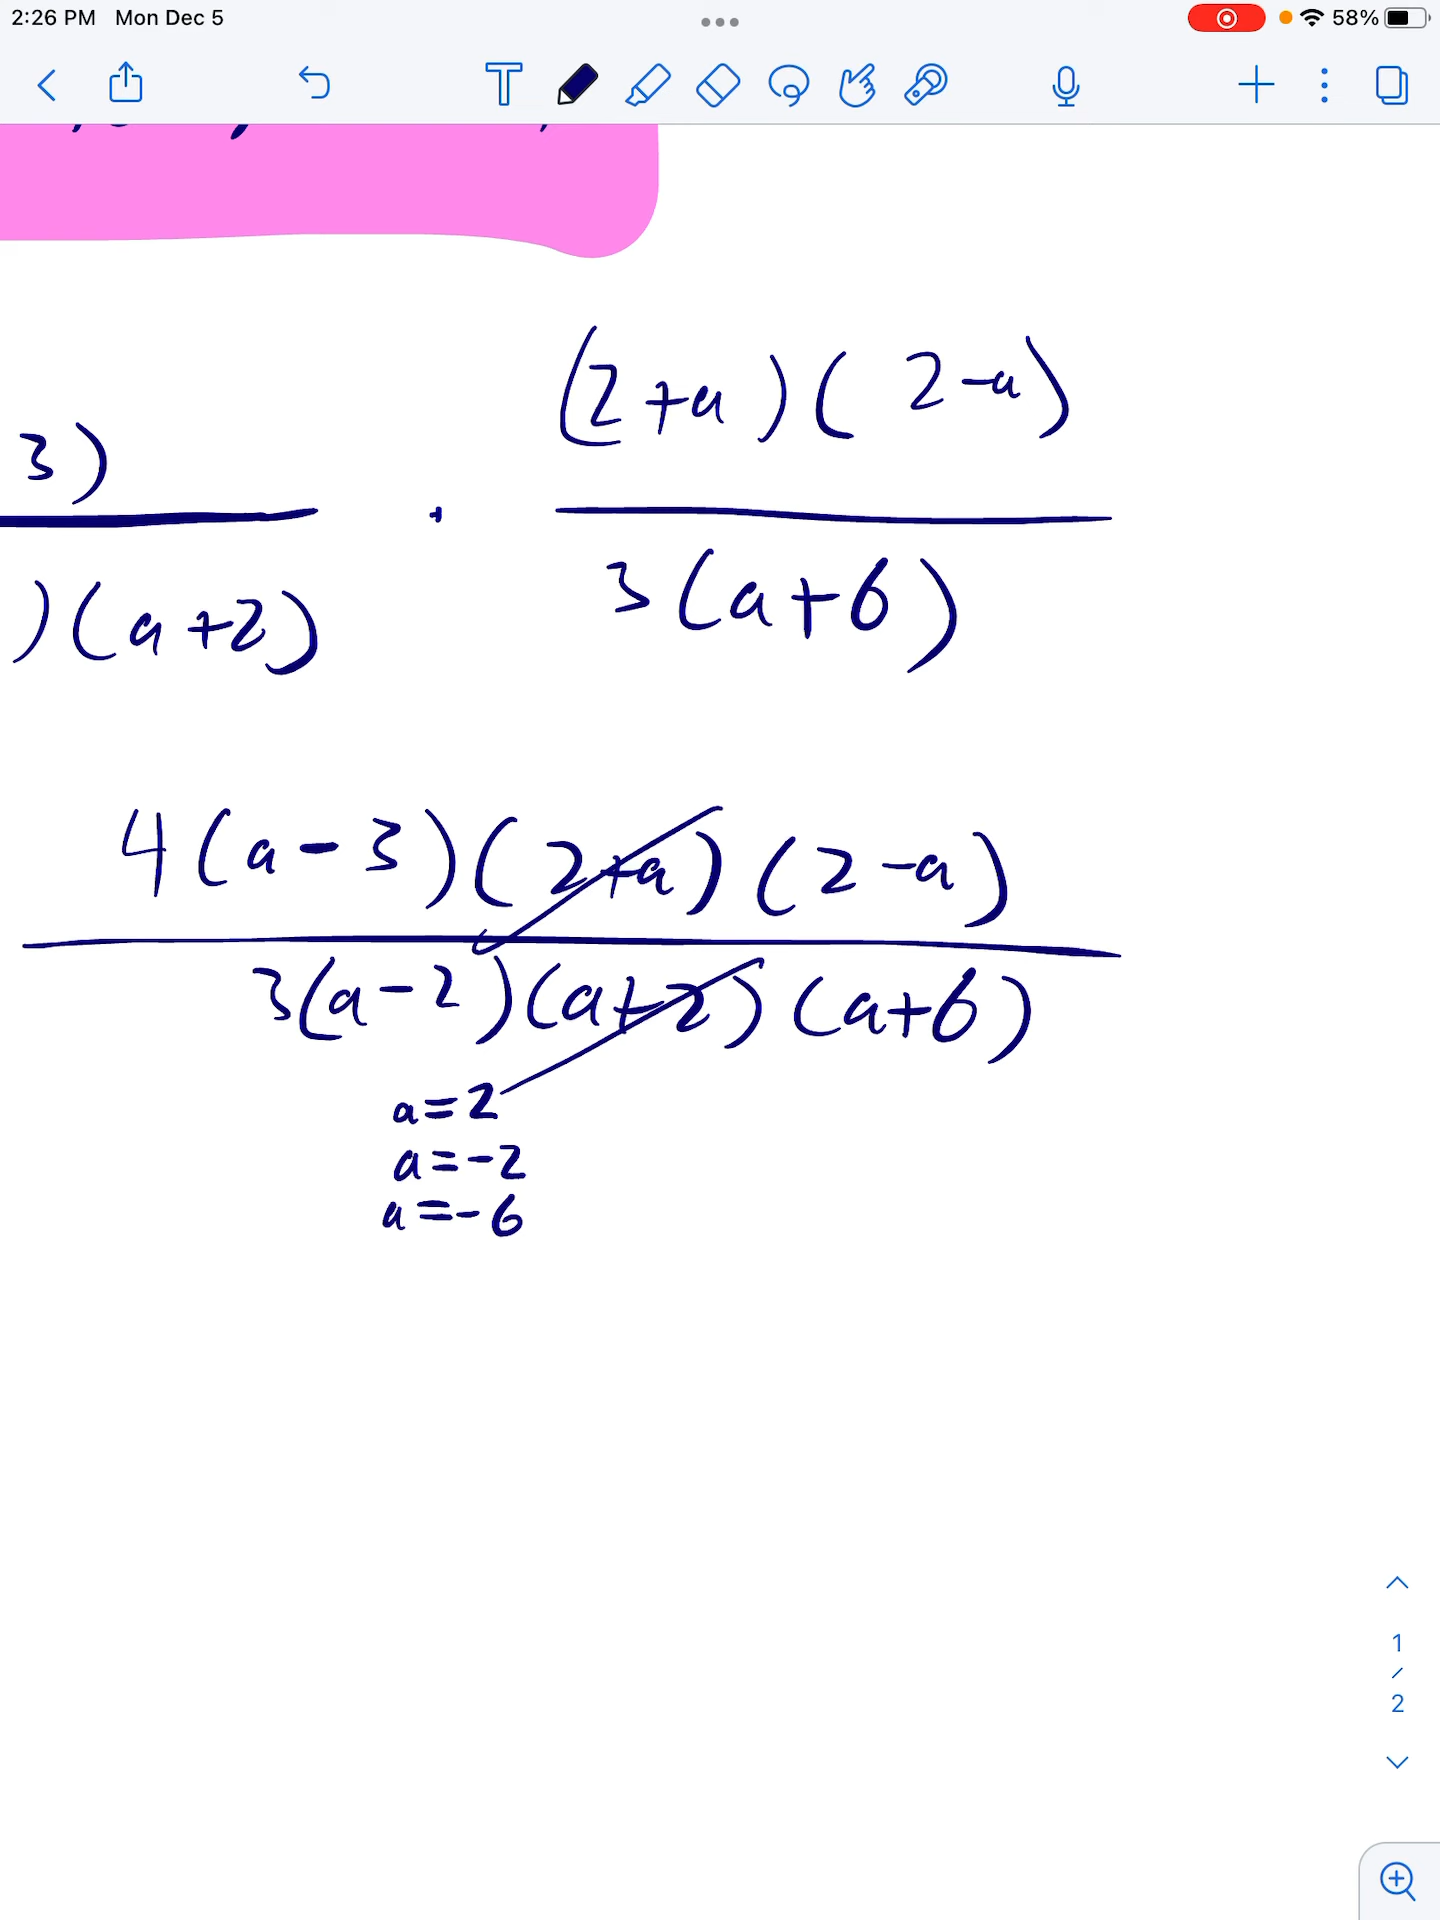 2:26 PM Mon Dec 5 58%
T
(2+a)(2-a)
3) ·
)(a+2) 3(a+6)
4(a-3)(2+a)(2-a)
3(a-2)(a+2)(a+6)
a=2
a=-2
a=-6
1
/
2